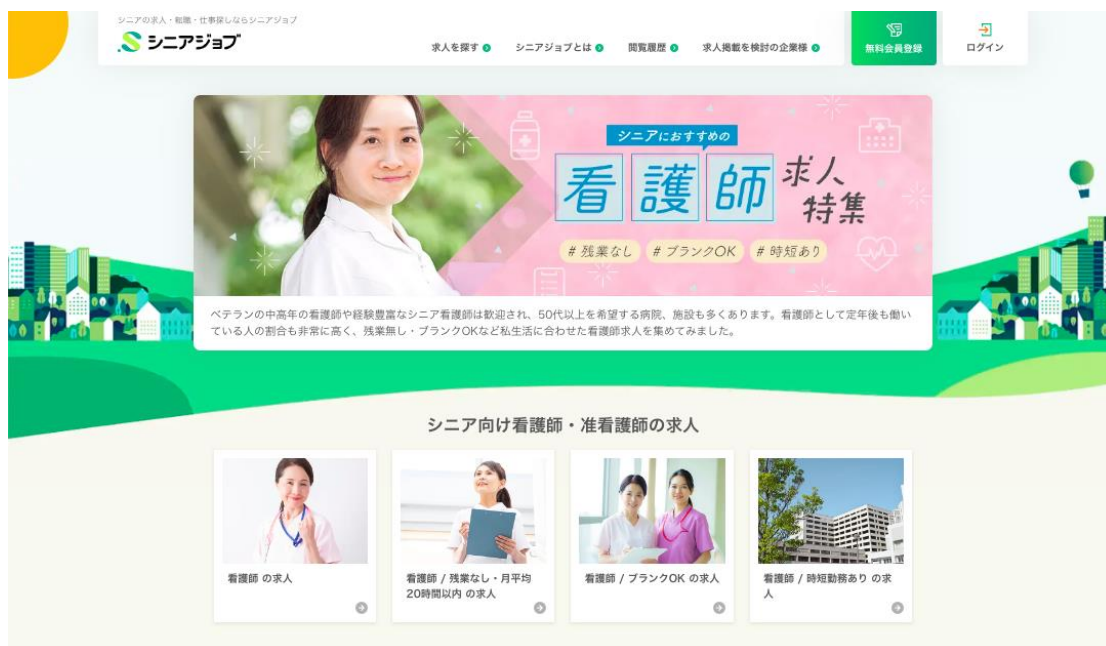 シニアの求人・転職・仕事探しならシニアジョブ
シニアジョブ
求人を探す
シニアジョブとは
閲覧履歴
求人掲載を検討の企業様
無料会員登録
ログイン
シニアにおすすめの
看護師求人
特集
#残業なし
#ブランクOK
#時短あり
ベテランの中高年の看護師や経験豊富なシニア看護師は歓迎され、50代以上を希望する病院、施設も多くあります。看護師として定年後も働い
ている人の割合も非常に高く、残業無し・ブランクOKなど私生活に合わせた看護師求人を集めてみました。
シニア向け看護師・准看護師の求人
看護師 の求人
看護師 / 残業なし・月平均
20時間以内 の求人
看護師 / ブランクOK の求人
看護師 / 時短勤務あり の求
人